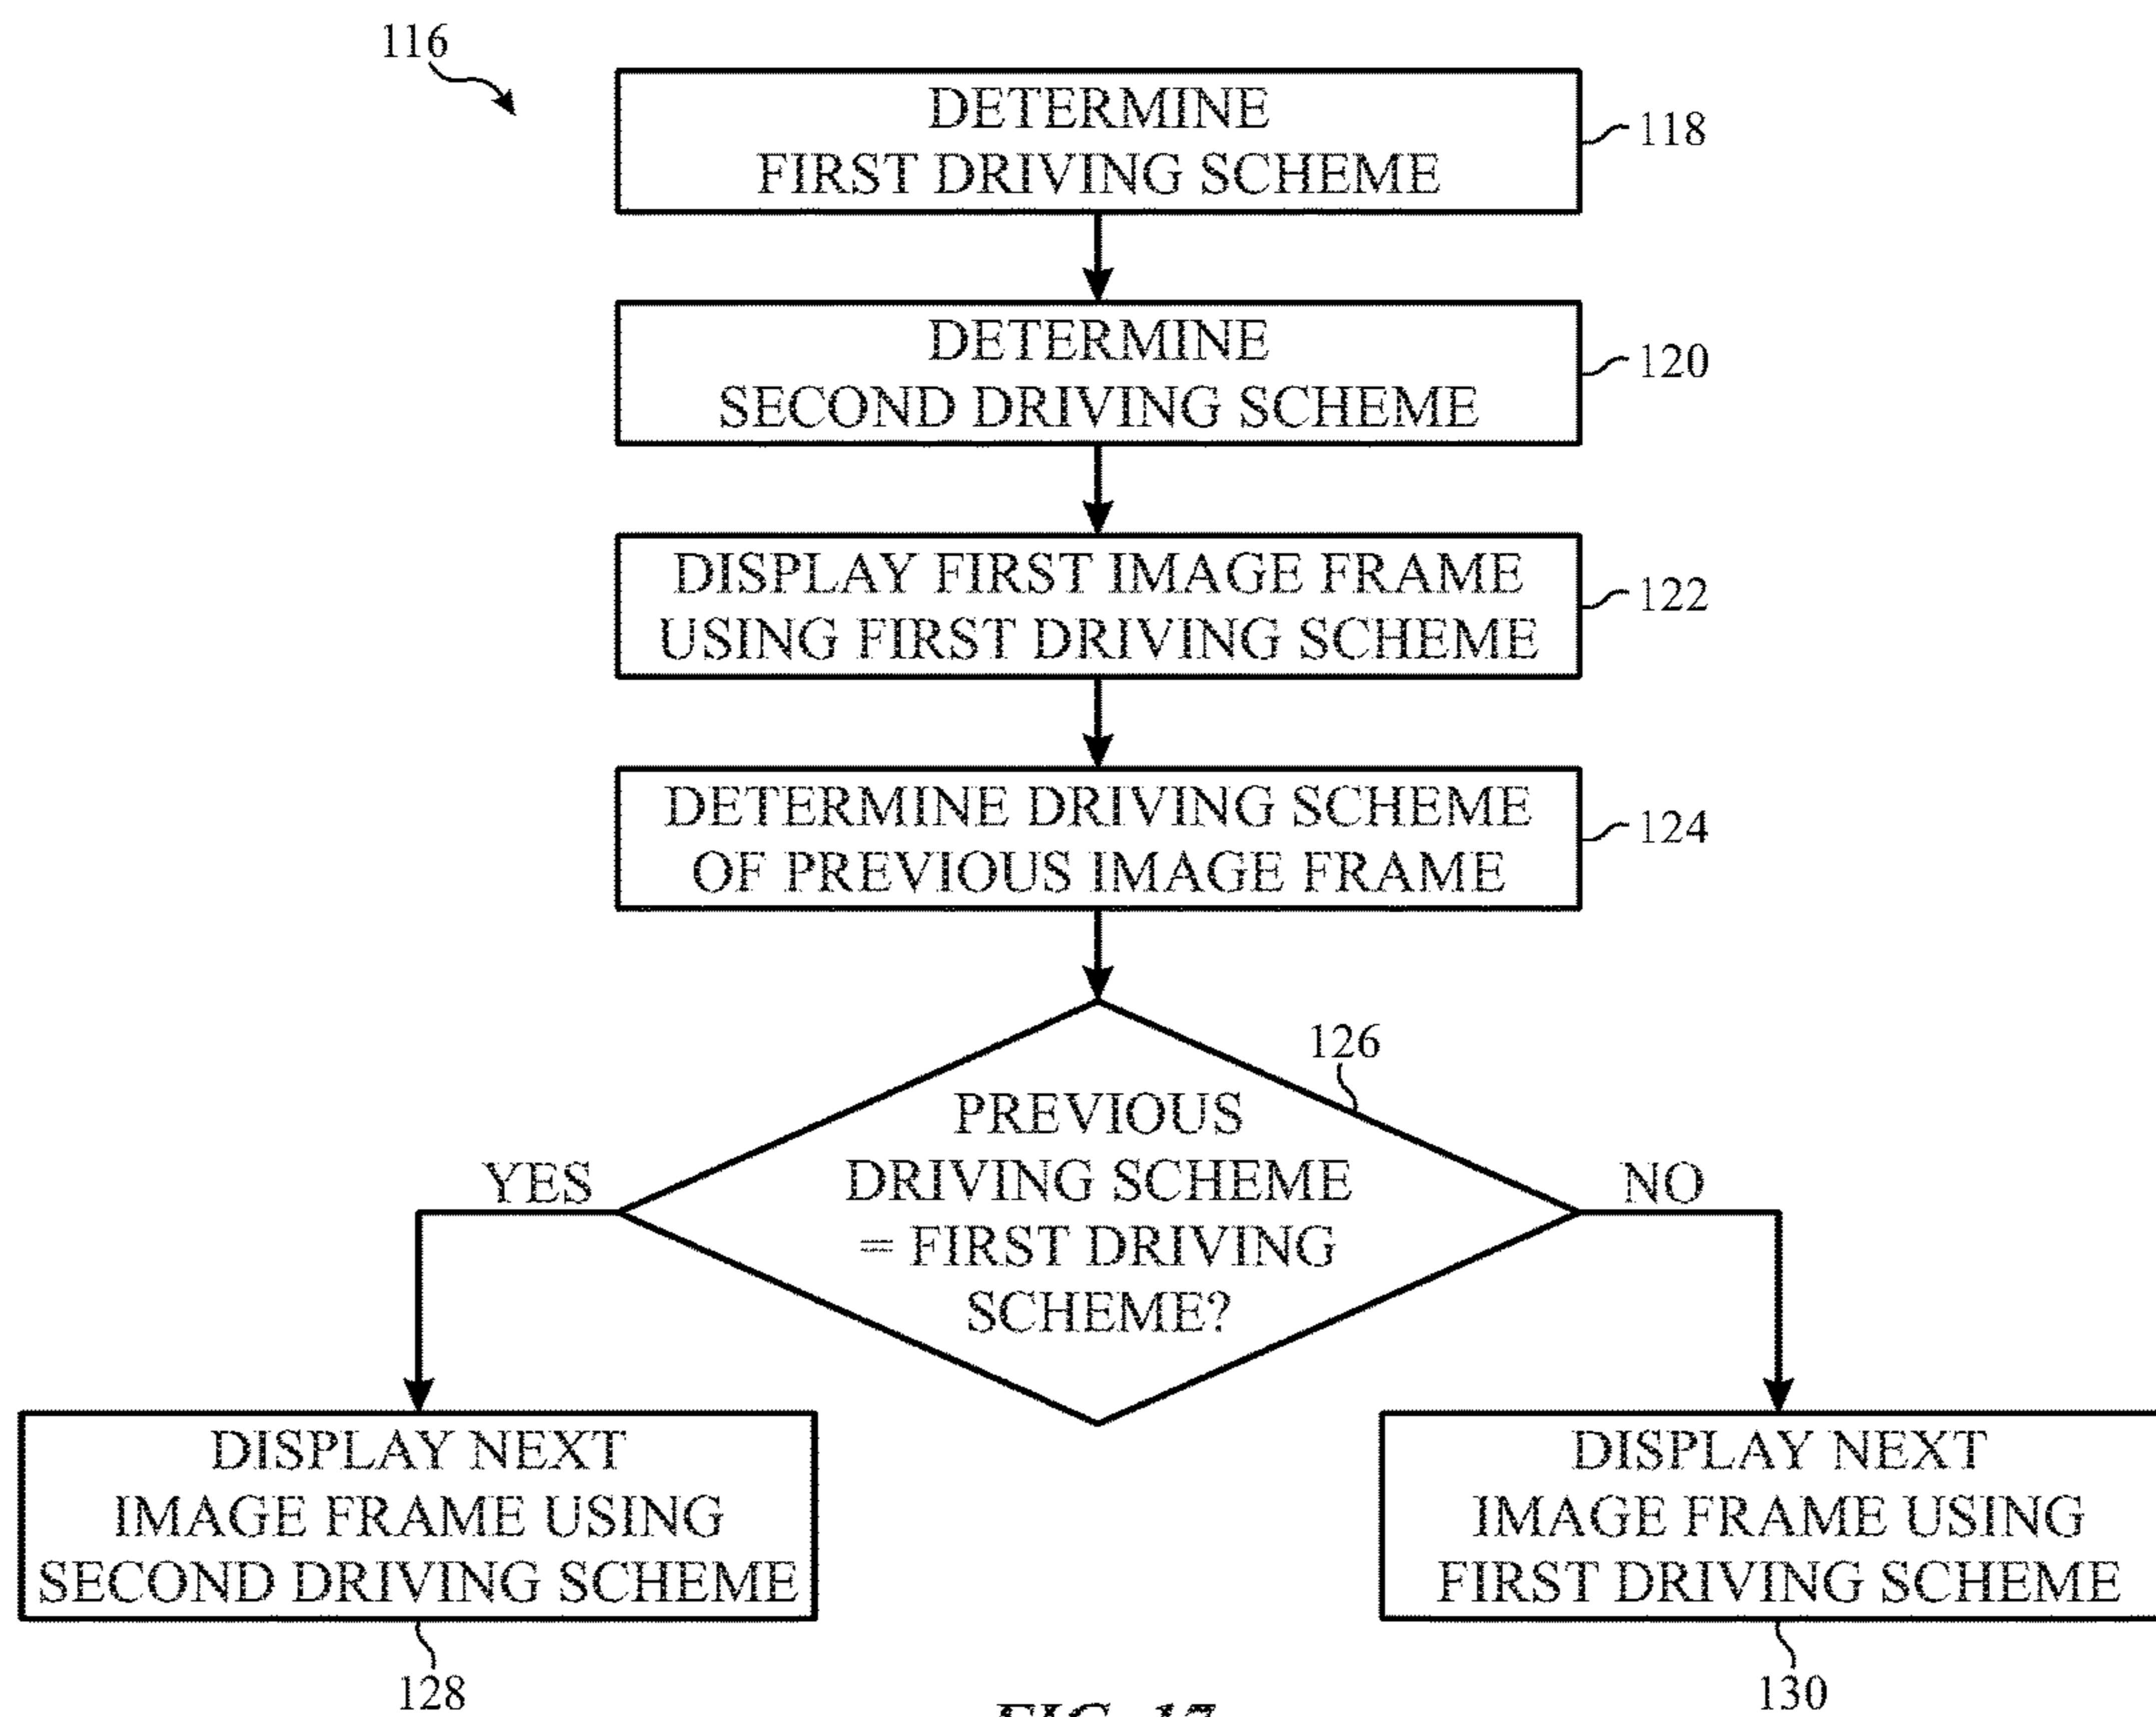 116
DETERMINE
FIRST DRIVING SCHEME
118
DETERMINE
SECOND DRIVING SCHEME
120
DISPLAY FIRST IMAGE FRAME
USING FIRST DRIVING SCHEME
122
DETERMINE DRIVING SCHEME
OF PREVIOUS IMAGE FRAME
124
126
PREVIOUS
DRIVING SCHEME
= FIRST DRIVING
SCHEME?
YES
NO
DISPLAY NEXT
IMAGE FRAME USING
SECOND DRIVING SCHEME
128
DISPLAY NEXT
IMAGE FRAME USING
FIRST DRIVING SCHEME
130